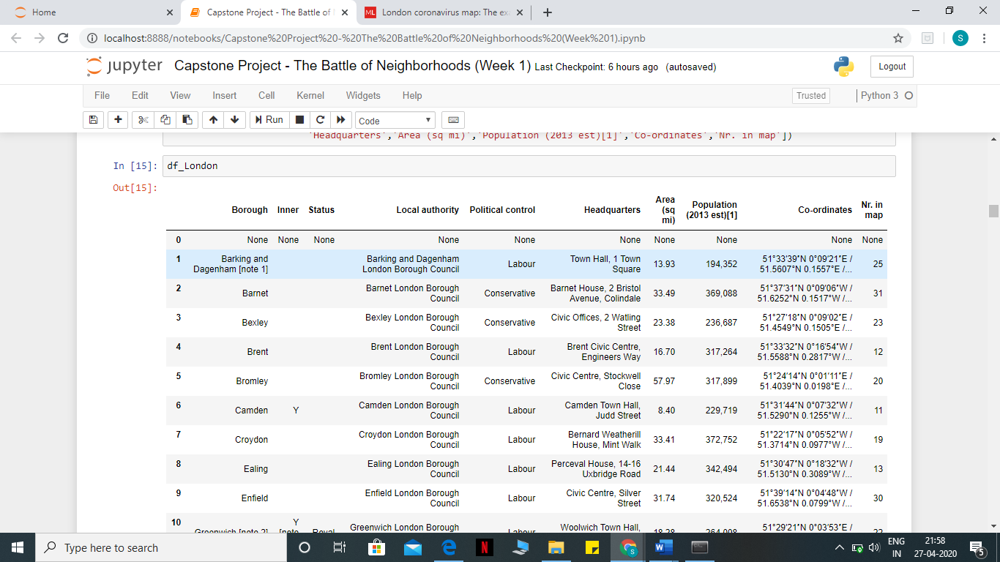 Home
Capstone Project - The Battle of
London coronavirus map: The ex
localhost:8888/notebooks/Capstone%20Project%20-%20The%20Battle%20of%20Neighborhoods%20(Week%201).ipynb
S
jupyter Capstone Project - The Battle of Neighborhoods (Week 1) Last Checkpoint: 6 hours ago (autosaved)
Logout
File Edit View Insert Cell Kernel Widgets Help
Trusted Python 3
Run Code
'Headquarters','Area (sq mi)','Population (2013 est)[1]','Co-ordinates','Nr. in map'])
In [15]: df_London
Out[15]:
Borough Inner Status Local authority Political control Headquarters Area (sq mi) Population (2013 est)[1] Co-ordinates Nr. in map
0 None None None None None None None None None None
1 Barking and Dagenham [note 1] Barking and Dagenham London Borough Council Labour Town Hall, 1 Town Square 13.93 194,352 51°33′39″N 0°09′21″E / 51.5607°N 0.1557°E /... 25
2 Barnet Barnet London Borough Council Conservative Barnet House, 2 Bristol Avenue, Colindale 33.49 369,088 51°37′31″N 0°09′06″W / 51.6252°N 0.1517°W /... 31
3 Bexley Bexley London Borough Council Conservative Civic Offices, 2 Watling Street 23.38 236,687 51°27′18″N 0°09′02″E / 51.4549°N 0.1505°E /... 23
4 Brent Brent London Borough Council Labour Brent Civic Centre, Engineers Way 16.70 317,264 51°33′32″N 0°16′54″W / 51.5588°N 0.2817°W /... 12
5 Bromley Bromley London Borough Council Conservative Civic Centre, Stockwell Close 57.97 317,899 51°24′14″N 0°01′11″E / 51.4039°N 0.0198°E /... 20
6 Camden Y Camden London Borough Council Labour Camden Town Hall, Judd Street 8.40 229,719 51°31′44″N 0°07′32″W / 51.5290°N 0.1255°W /... 11
7 Croydon Croydon London Borough Council Labour Bernard Weatherill House, Mint Walk 33.41 372,752 51°22′17″N 0°05′52″W / 51.3714°N 0.0977°W /... 19
8 Ealing Ealing London Borough Council Labour Perceval House, 14-16 Uxbridge Road 21.44 342,494 51°30′47″N 0°18′32″W / 51.5130°N 0.3089°W /... 13
9 Enfield Enfield London Borough Council Labour Civic Centre, Silver Street 31.74 320,524 51°39′14″N 0°04′48″W / 51.6538°N 0.0799°W /... 30
10 Greenwich [note 2] Y [note Royal Greenwich London Borough Labour Woolwich Town Hall, 18.28 264,008 51°29′21″N 0°03′53″E / 22
Type here to search
ENG IN
21:58
27-04-2020
5